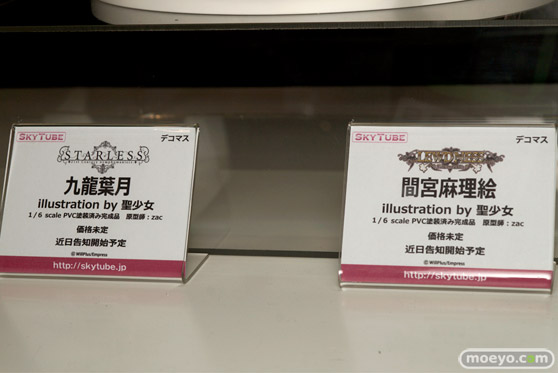 SKYTUBE
デコマス
STARLESS
九龍葉月
illustration by 聖少女
1/6 scale PVC塗装済み完成品 原型師：zac
価格未定
近日告知開始予定
©WillPlus/Empress
http://skytube.jp
SKYTUBE
デコマス
間宮麻理絵
illustration by 聖少女
1/6 scale PVC塗装済み完成品 原型師：zac
価格未定
近日告知開始予定
©WillPlus/Empress
http://skytube.jp
moeyo.com